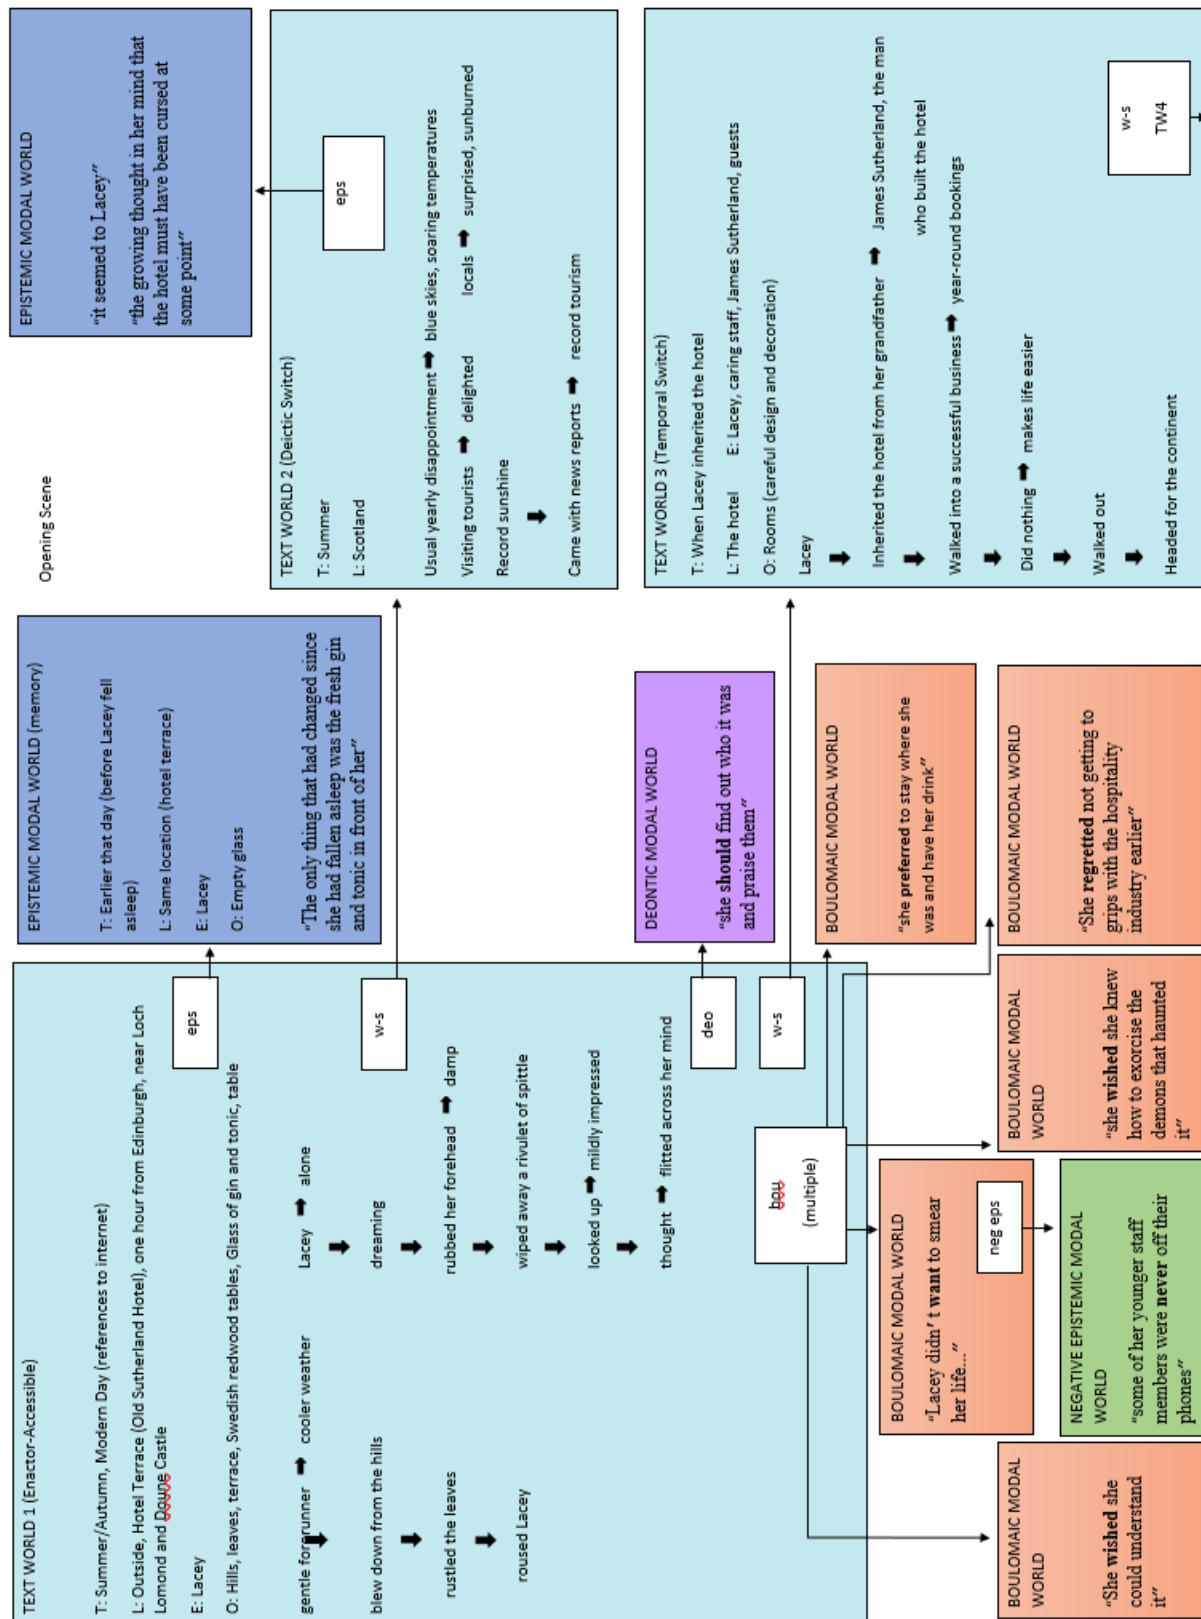 Opening Scene
TEXT WORLD 1 (Enactor-Accessible)
T: Summer/Autumn, Modern Day (references to internet)
L: Outside, Hotel Terrace (Old Sutherland Hotel), one hour from Edinburgh, near Loch
Lomond and Doune Castle
E: Lacey
O: Hills, leaves, terrace, Swedish redwood tables, Glass of gin and tonic, table
eps
gentle forerunner ➡ cooler weather
blew down from the hills
rustled the leaves
roused Lacey
Lacey ➡ alone
dreaming
rubbed her forehead ➡ damp
wiped away a rivulet of spittle
looked up ➡ mildly impressed
thought ➡ flitted across her mind
w-s
deo
w-s
bou
(multiple)
EPISTEMIC MODAL WORLD (memory)
T: Earlier that day (before Lacey fell
asleep)
L: Same location (hotel terrace)
E: Lacey
O: Empty glass
“The only thing that had changed since
she had fallen asleep was the fresh gin
and tonic in front of her”
EPISTEMIC MODAL WORLD
“it seemed to Lacey”
“the growing thought in her mind that
the hotel must have been cursed at
some point”
TEXT WORLD 2 (Deictic Switch)
T: Summer
L: Scotland
eps
Usual yearly disappointment ➡ blue skies, soaring temperatures
Visiting tourists ➡ delighted locals ➡ surprised, sunburned
Record sunshine
Came with news reports ➡ record tourism
DEONTIC MODAL WORLD
“she should find out who it was
and praise them”
TEXT WORLD 3 (Temporal Switch)
T: When Lacey inherited the hotel
L: The hotel E: Lacey, caring staff, James Sutherland, guests
O: Rooms (careful design and decoration)
Lacey
Inherited the hotel from her grandfather ➡ James Sutherland, the man
who built the hotel
Walked into a successful business ➡ year-round bookings
Did nothing ➡ makes life easier
Walked out
Headed for the continent
w-s
TW4
BOULOMAIC MODAL WORLD
“she preferred to stay where she
was and have her drink”
BOULOMAIC MODAL WORLD
“She regretted not getting to
grips with the hospitality
industry earlier”
BOULOMAIC MODAL
WORLD
“she wished she knew
how to exorcise the
demons that haunted
it”
BOULOMAIC MODAL WORLD
“Lacey didn’t want to smear
her life...”
neg eps
NEGATIVE EPISTEMIC MODAL
WORLD
“some of her younger staff
members were never off their
phones”
BOULOMAIC MODAL
WORLD
“She wished she
could understand
it”